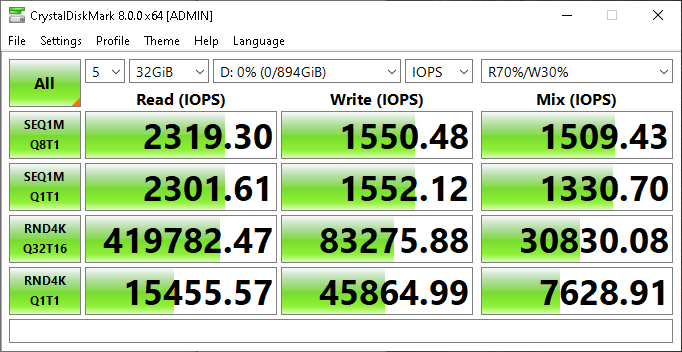 CrystalDiskMark 8.0.0 x64 [ADMIN]
File Settings Profile Theme Help Language
All 5 32GiB D: 0% (0/894GiB) IOPS R70%/W30%
Read (IOPS) Write (IOPS) Mix (IOPS)
SEQ1M
Q8T1 2319.30 1550.48 1509.43
SEQ1M
Q1T1 2301.61 1552.12 1330.70
RND4K
Q32T16 419782.47 83275.88 30830.08
RND4K
Q1T1 15455.57 45864.99 7628.91